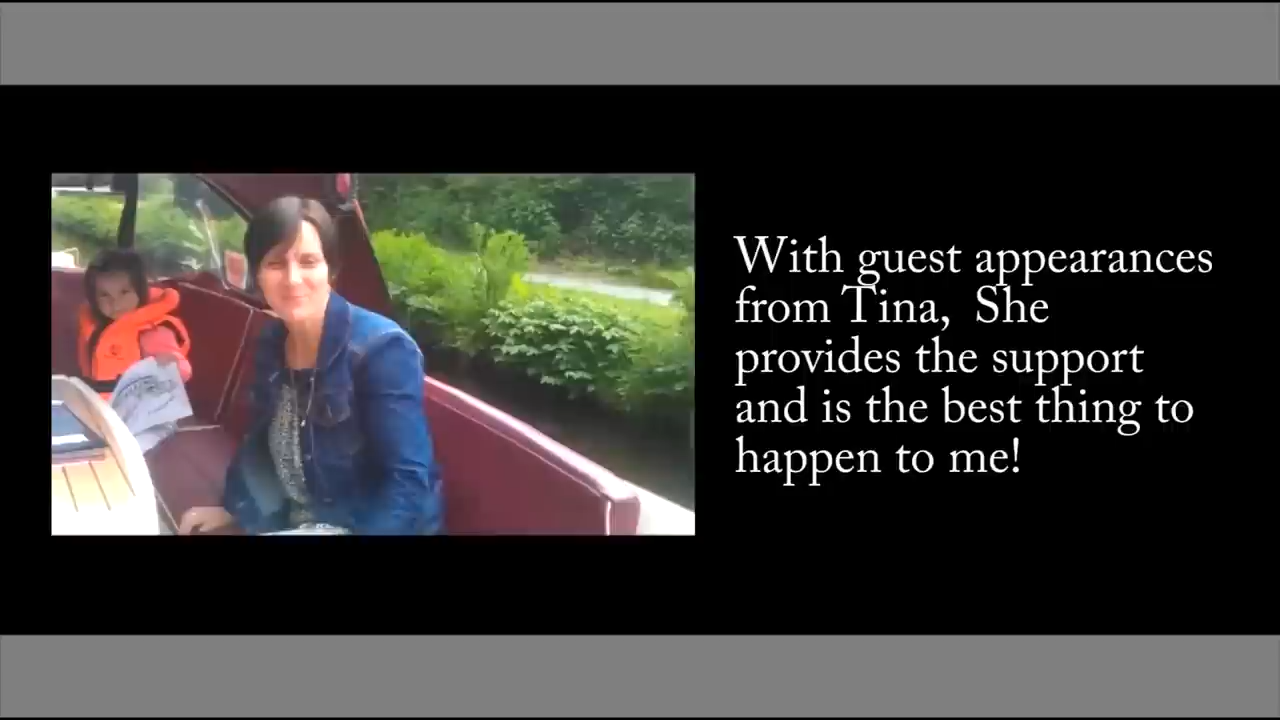 With guest appearances
from Tina,  She
provides the support
and is the best thing to
happen to me!